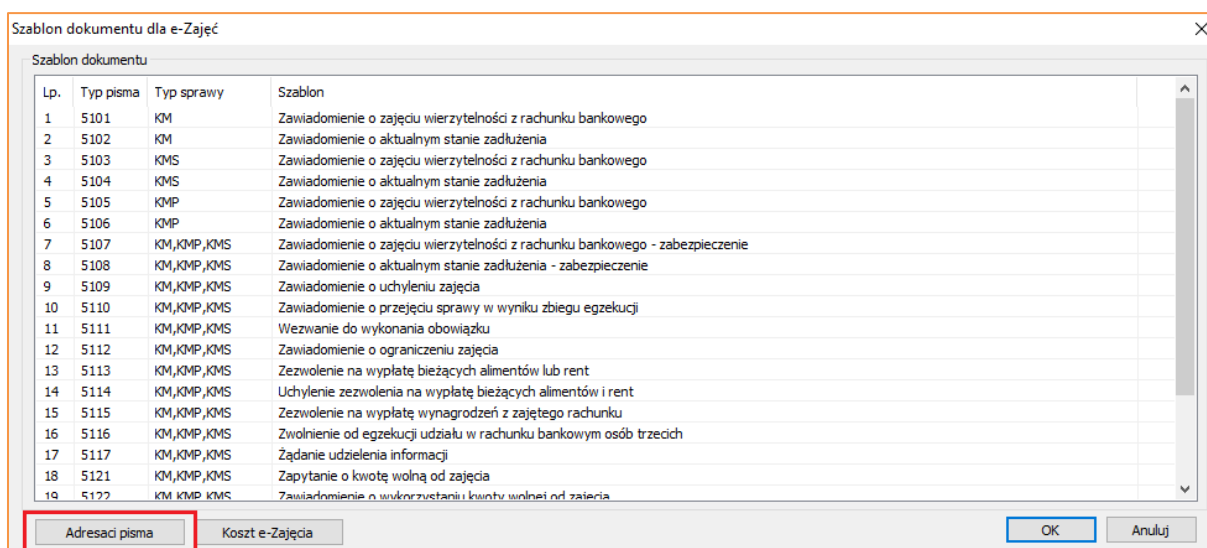 Szablon dokumentu dla e-Zajęć
Szablon dokumentu
Lp. Typ pisma Typ sprawy Szablon
1 5101 KM Zawiadomienie o zajęciu wierzytelności z rachunku bankowego
2 5102 KM Zawiadomienie o aktualnym stanie zadłużenia
3 5103 KMS Zawiadomienie o zajęciu wierzytelności z rachunku bankowego
4 5104 KMS Zawiadomienie o aktualnym stanie zadłużenia
5 5105 KMP Zawiadomienie o zajęciu wierzytelności z rachunku bankowego
6 5106 KMP Zawiadomienie o aktualnym stanie zadłużenia
7 5107 KM,KMP,KMS Zawiadomienie o zajęciu wierzytelności z rachunku bankowego - zabezpieczenie
8 5108 KM,KMP,KMS Zawiadomienie o aktualnym stanie zadłużenia - zabezpieczenie
9 5109 KM,KMP,KMS Zawiadomienie o uchyleniu zajęcia
10 5110 KM,KMP,KMS Zawiadomienie o przejęciu sprawy w wyniku zbiegu egzekucji
11 5111 KM,KMP,KMS Wezwanie do wykonania obowiązku
12 5112 KM,KMP,KMS Zawiadomienie o ograniczeniu zajęcia
13 5113 KM,KMP,KMS Zezwolenie na wypłatę bieżących alimentów lub rent
14 5114 KM,KMP,KMS Uchylenie zezwolenia na wypłatę bieżących alimentów i rent
15 5115 KM,KMP,KMS Zezwolenie na wypłatę wynagrodzeń z zajętego rachunku
16 5116 KM,KMP,KMS Zwolnienie od egzekucji udziału w rachunku bankowym osób trzecich
17 5117 KM,KMP,KMS Żądanie udzielenia informacji
18 5121 KM,KMP,KMS Zapytanie o kwotę wolną od zajęcia
19 5122 KM,KMP,KMS Zawiadomienie o wykorzystaniu kwoty wolnej od zajęcia
Adresaci pisma Koszt e-Zajęcia OK Anuluj